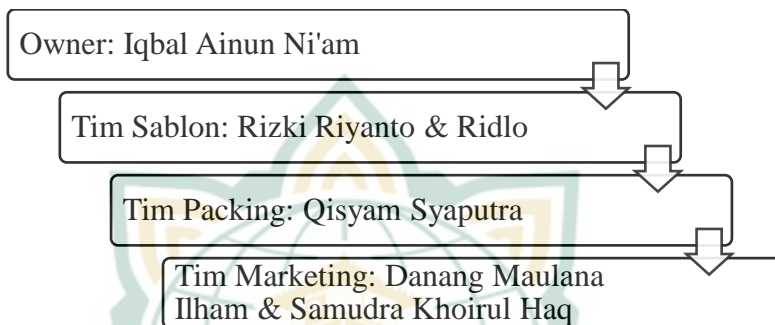 Owner: Iqbal Ainun Ni'am
Tim Sablon: Rizki Riyanto & Ridlo
Tim Packing: Qisyam Syaputra
Tim Marketing: Danang Maulana
Ilham & Samudra Khoirul Haq